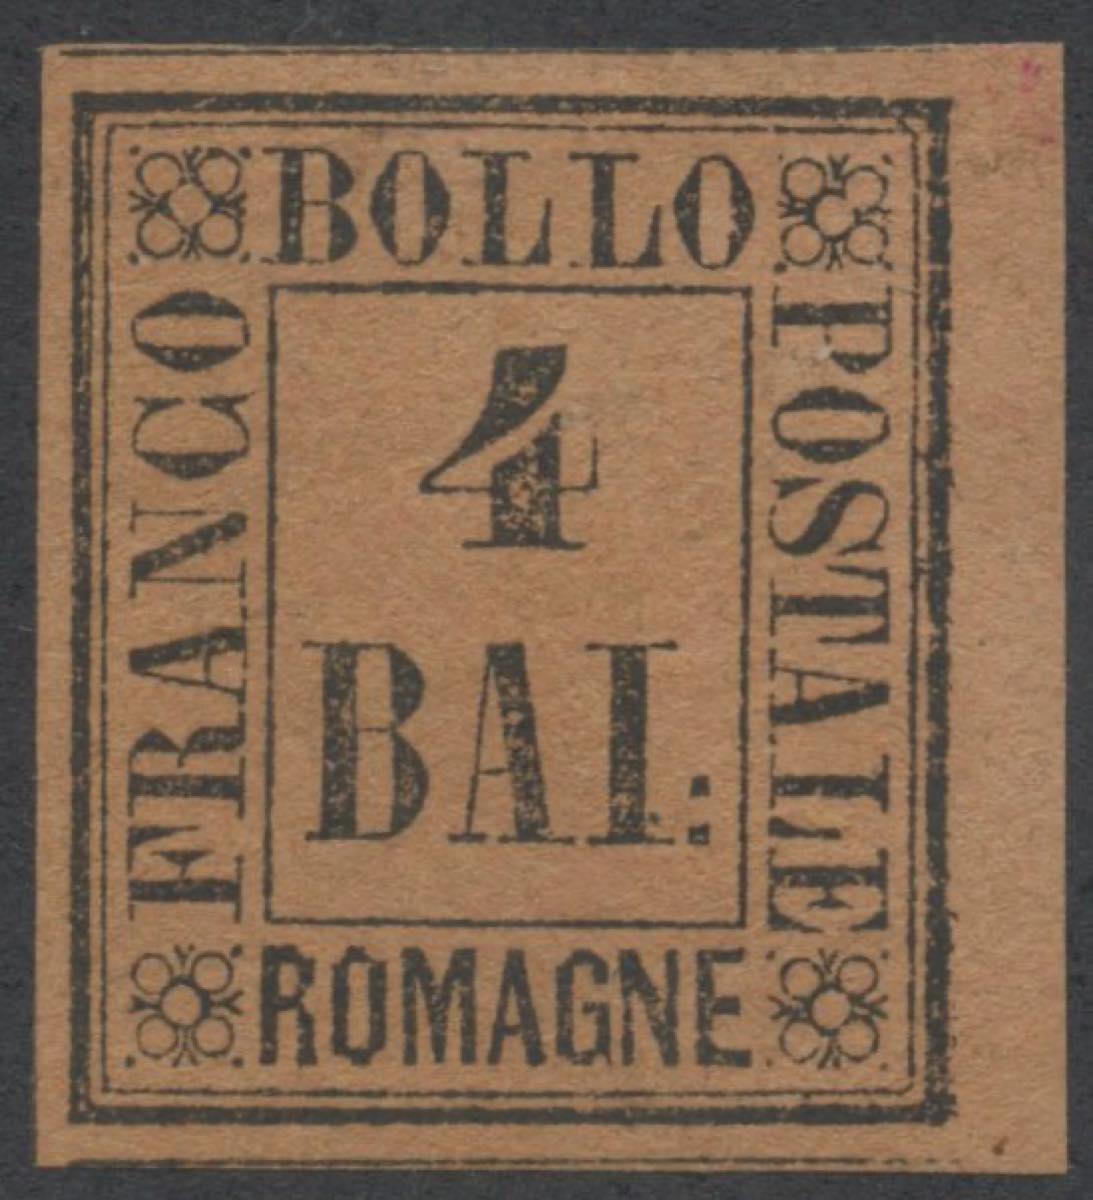 BOLLO
FRANCO
POSTALE
4
BAI:
ROMAGNE